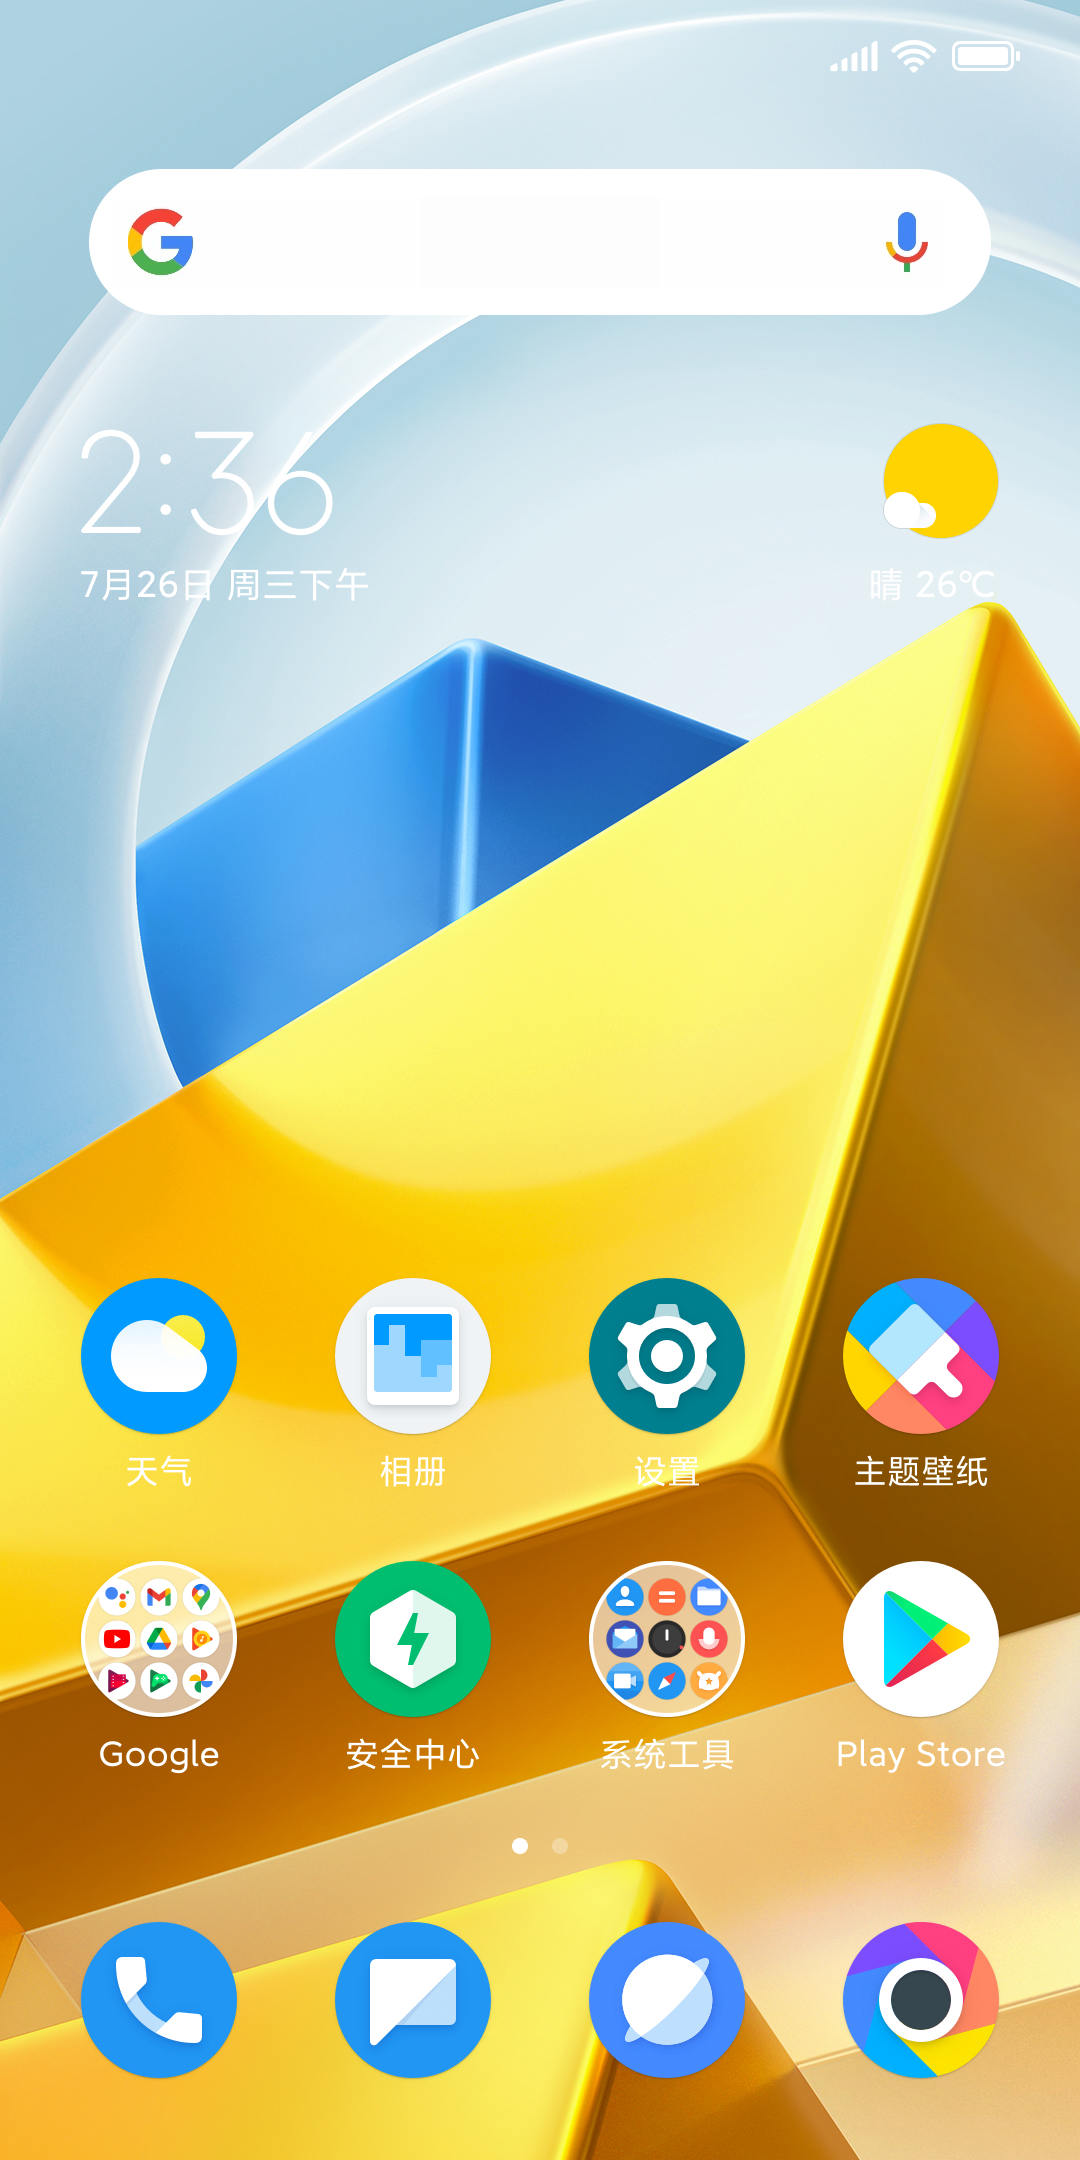 2:36
7月26日 周三下午
晴 26℃
天气
相册
设置
主题壁纸
Google
安全中心
系统工具
Play Store